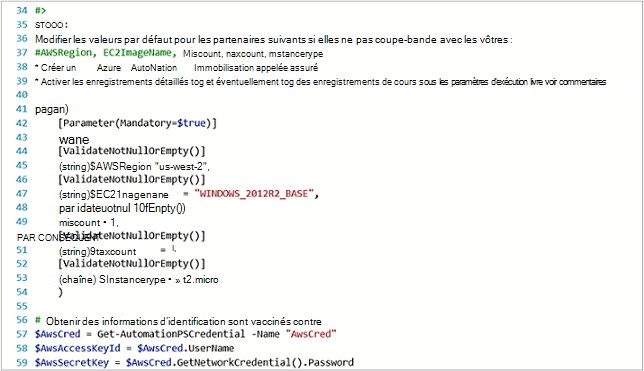 34 #>
35 STOOO :
36 Modifier les valeurs par défaut pour les partenaires suivants si elles ne pas coupe-bande avec les vôtres :
37 #AWSRegion, EC2ImageName, Miscount, naxcount, mstancerype
38 * Créer un Azure AutoNation Immobilisation appelée assuré
39 * Activer les enregistrements détaillés tog et éventuellement tog des enregistrements de cours sous les paramètres d'exécution livre voir commentaires
40
41 pagan)
42 [Parameter(Mandatory=$true)]
43 wane
44 [ValidateNotNullOrEmpty()]
45 (string)$AWSRegion "us-west-2",
46 [ValidateNotNullOrEmpty()]
47 (string)$EC21nagenane = "WINDOWS_2012R2_BASE",
48 par idateuotnul 10fEnpty())
49 miscount • 1,
PAR CONSÉQUENT [ValidateNotNullOrEmpty()]
51 (string)9taxcount = I,
52 [ValidateNotNullOrEmpty()]
53 (chaîne) SInstancerype • » t2.micro
54 )
55
56 # Obtenir des informations d'identification sont vaccinés contre
57 $AwsCred = Get-AutomationPSCredential -Name "AwsCred"
58 $AwsAccessKeyId = $AwsCred.UserName
59 $AwsSecretKey = $AwsCred.GetNetworkCredential().Password